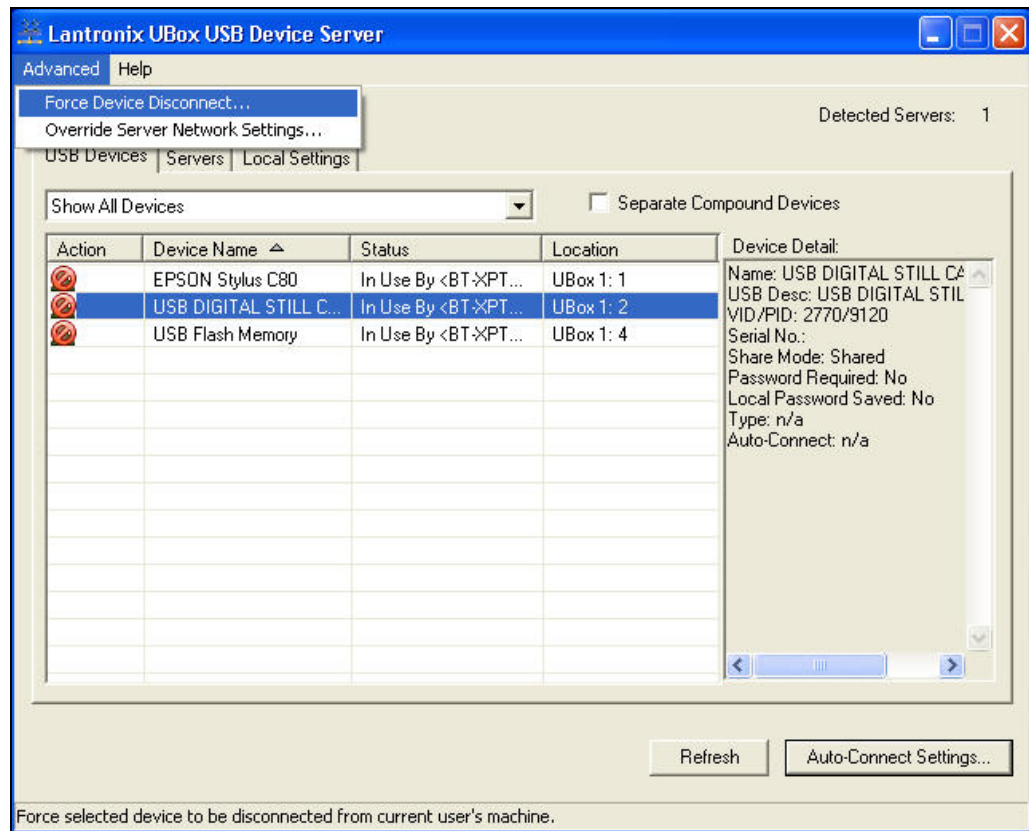 Lantronix UBox USB Device Server
Advanced Help
Force Device Disconnect...
Override Server Network Settings...
Detected Servers: 1
USB Devices Servers Local Settings
Show All Devices
Separate Compound Devices
Action Device Name Status Location
EPSON Stylus C80 In Use By <BT-XPT... UBox 1: 1
USB DIGITAL STILL C... In Use By <BT-XPT... UBox 1: 2
USB Flash Memory In Use By <BT-XPT... UBox 1: 4
Device Detail:
Name: USB DIGITAL STILL CA
USB Desc: USB DIGITAL STIL
VID/PID: 2770/9120
Serial No.:
Share Mode: Shared
Password Required: No
Local Password Saved: No
Type: n/a
Auto-Connect: n/a
Refresh Auto-Connect Settings...
Force selected device to be disconnected from current user's machine.